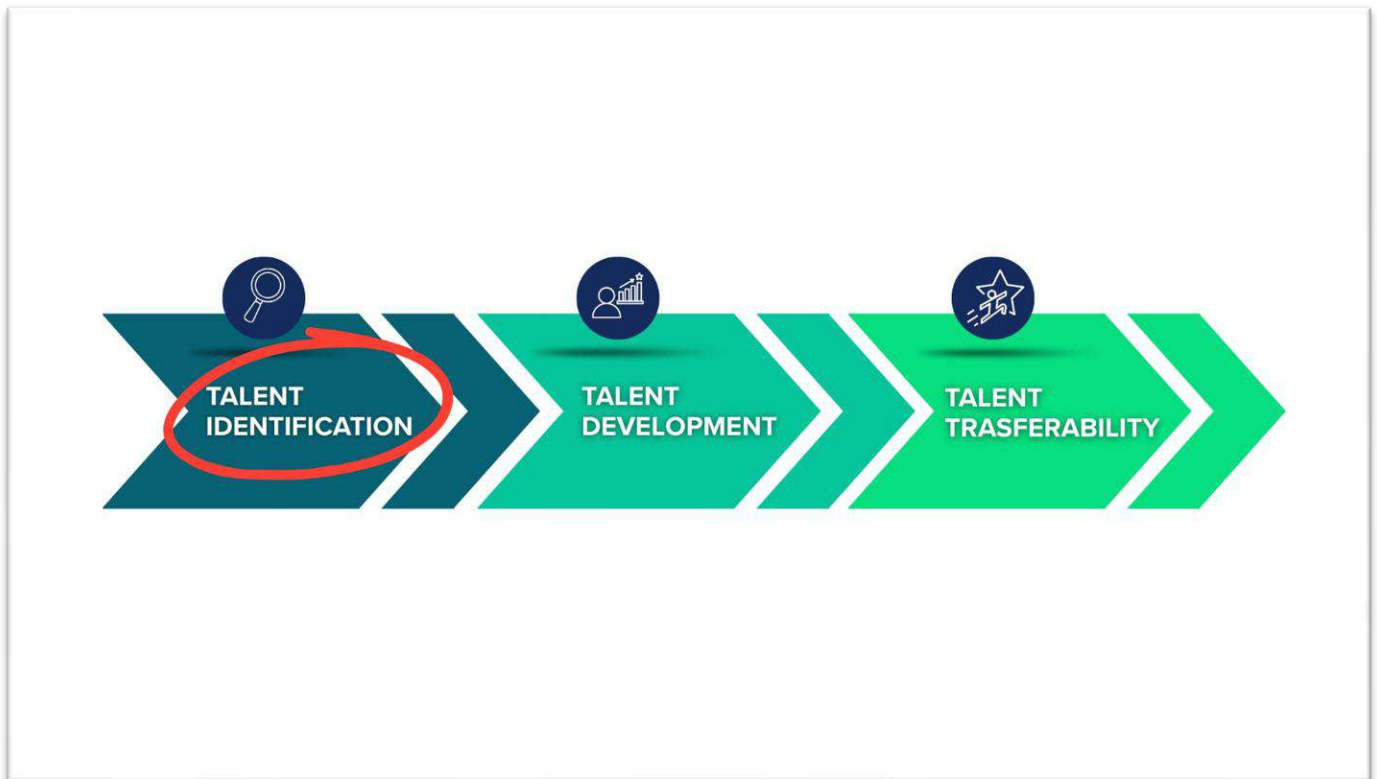 TALENT
IDENTIFICATION
TALENT
DEVELOPMENT
TALENT
TRASFERABILITY